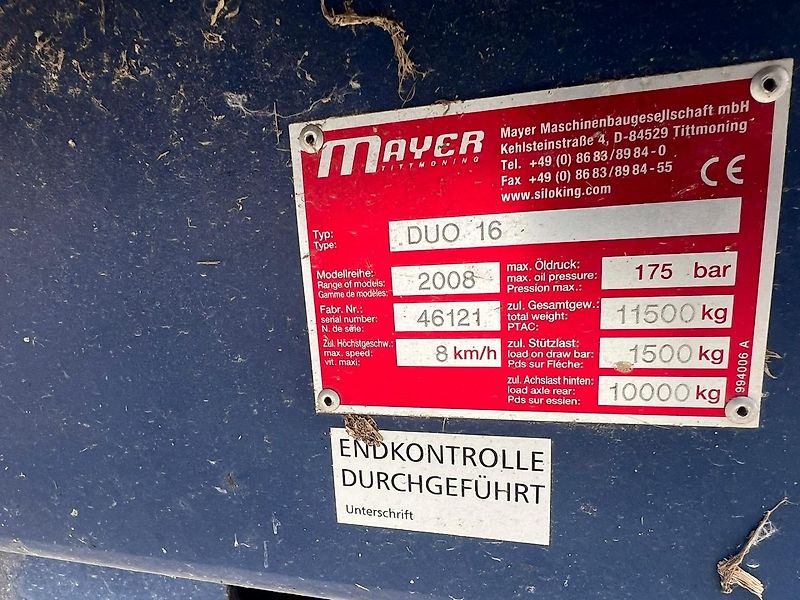 MAYER
TITTMONING
Mayer Maschinenbaugesellschaft mbH
Kehlsteinstraße 4, D-84529 Tittmoning
Tel. +49 (0) 86 83/89 84-0
Fax +49 (0) 86 83/89 84-55
www.siloking.com
CE
Typ:
Type:
DUO 16
Modellreihe:
Range of models:
Gamme de modèles:
2008
Fabr. Nr.:
serial number:
N. de série:
46121
Zul. Höchstgeschw.:
max. speed:
vit. maxi:
8 km/h
max. Öldruck:
max. oil pressure:
Pression max.:
175 bar
zul. Gesamtgew.:
total weight:
PTAC:
11500 kg
zul. Stützlast:
load on draw bar:
Pds sur Fléche:
1500 kg
zul. Achslast hinten:
load axle rear:
Pds sur essien:
10000 kg
994006 A
ENDKONTROLLE
DURCHGEFÜHRT
Unterschrift